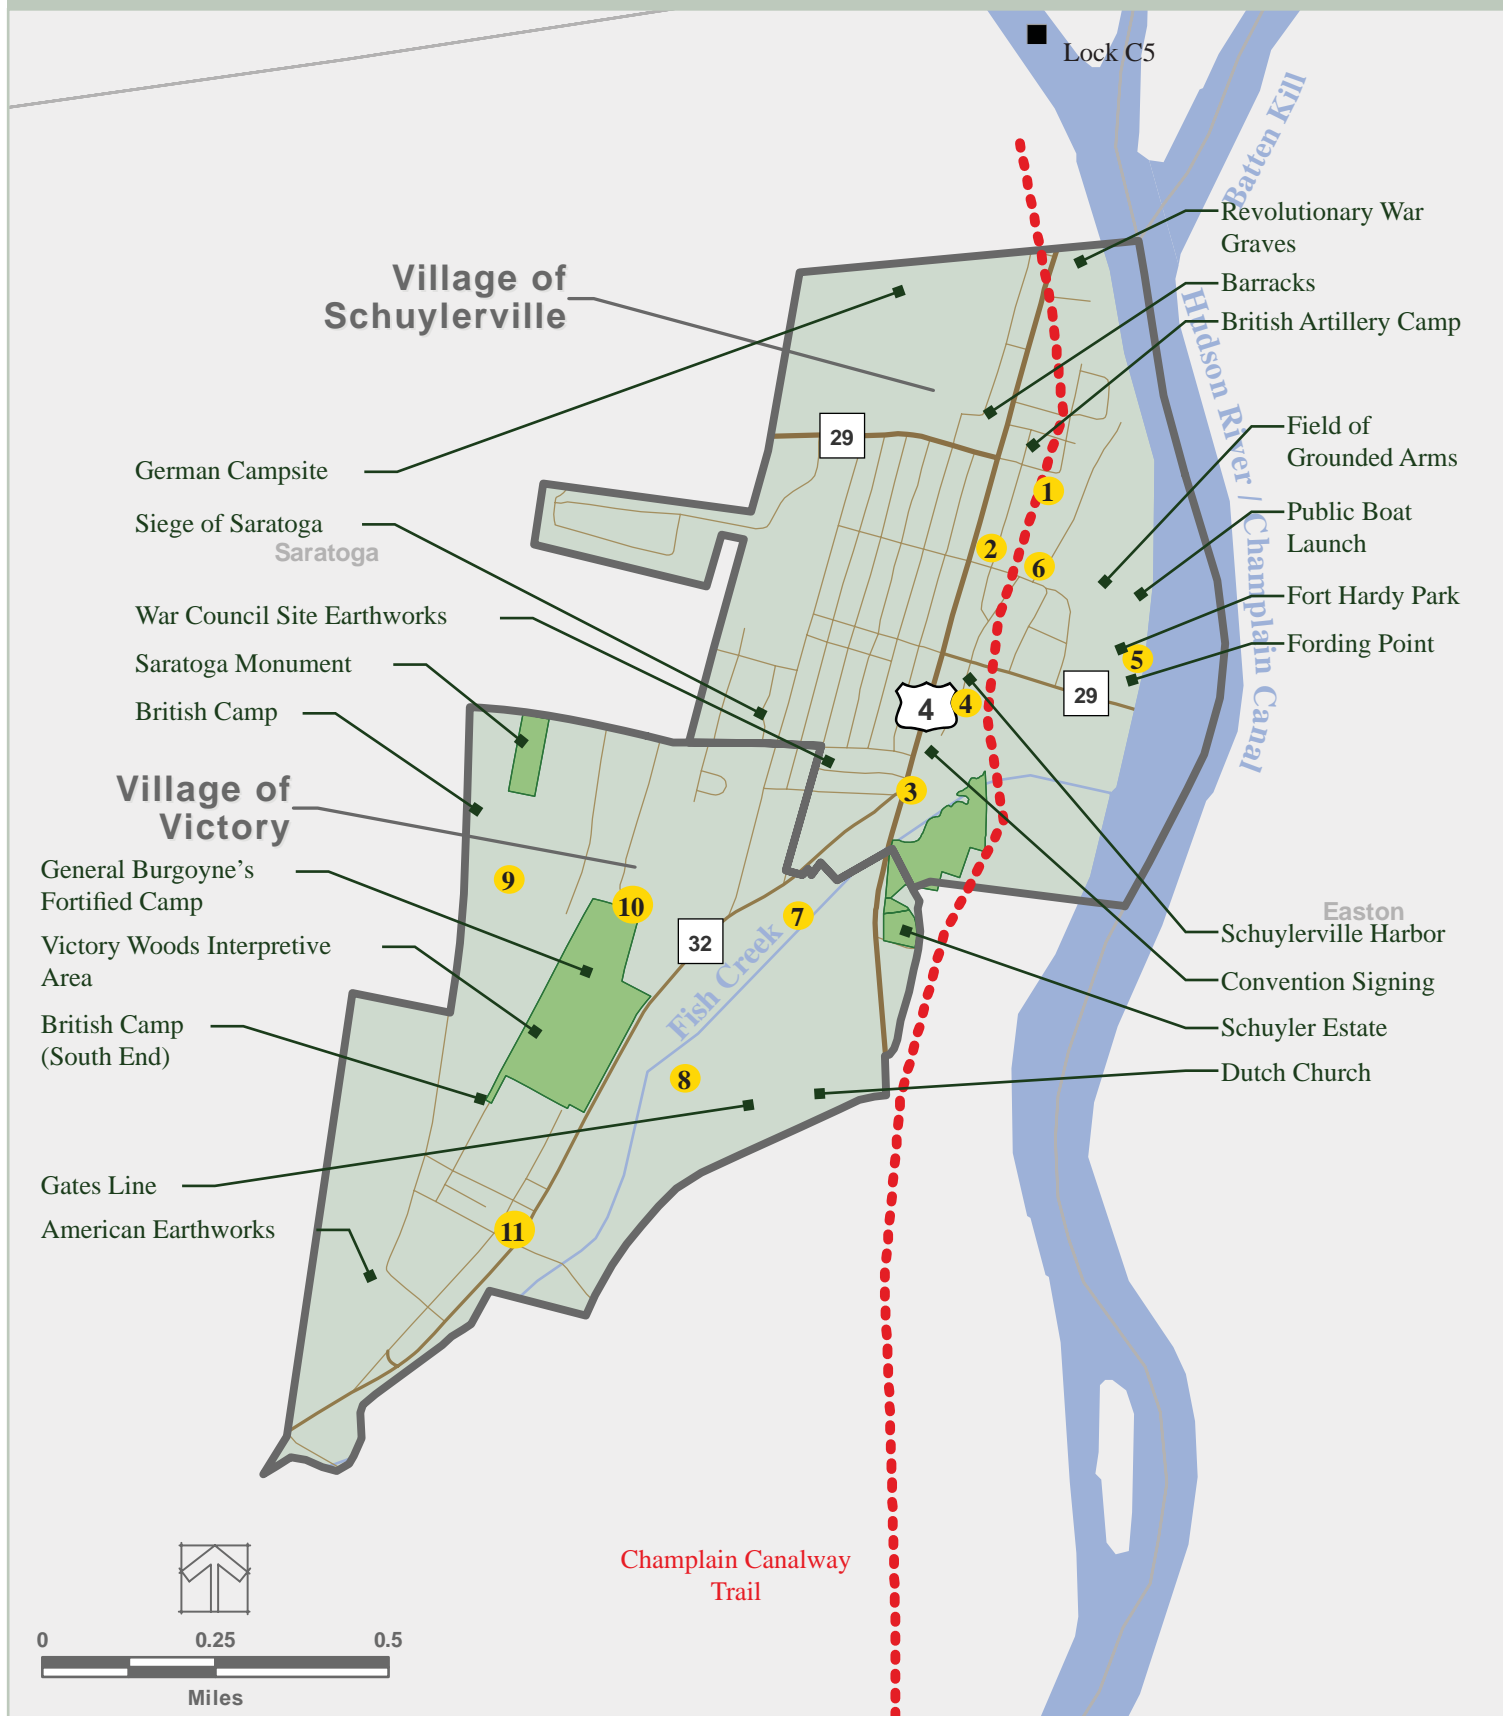 Lock C5
Batten Kill
Revolutionary War
Graves
Village of
Schuylerville
Barracks
British Artillery Camp
Hudson River / Champlain Canal
29
Field of
Grounded Arms
German Campsite
1
Siege of Saratoga
Saratoga
Public Boat
Launch
2
6
Fort Hardy Park
War Council Site Earthworks
Fording Point
Saratoga Monument
5
29
4
4
British Camp
Village of
Victory
3
General Burgoyne's
Fortified Camp
9
10
7
Easton
Schuylerville Harbor
32
Victory Woods Interpretive
Area
Fish Creek
Convention Signing
British Camp
(South End)
Schuyler Estate
8
Dutch Church
Gates Line
American Earthworks
11
Champlain Canalway
Trail
0 0.25 0.5
Miles